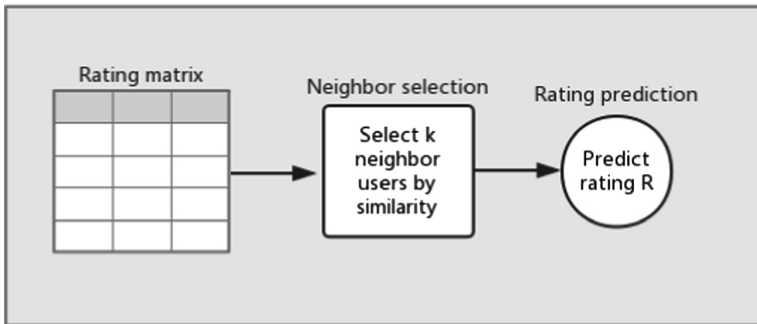 Rating matrix
Neighbor selection
Select k
neighbor
users by
similarity
Rating prediction
Predict
rating R